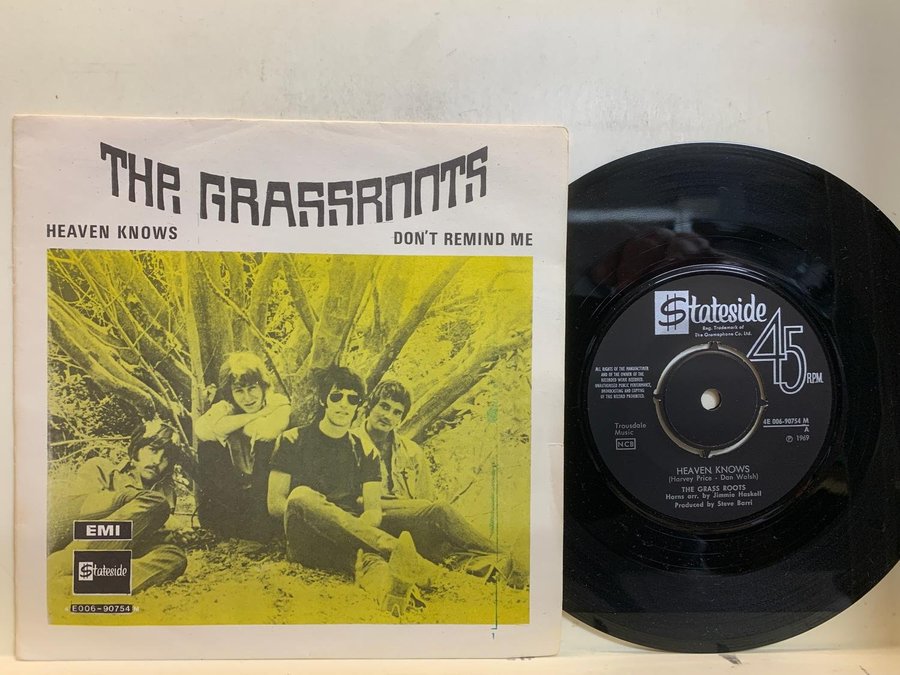 THE GRASSROOTS
HEAVEN KNOWS
DON'T REMIND ME
EMI
Stateside
4E006-90754 M
Stateside
Reg. Trademark of
The Gramophone Co. Ltd.
45
R.P.M.
ALL RIGHTS OF THE MANUFACTURER
AND OF THE OWNER OF THE
RECORDED WORK RESERVED.
UNAUTHORISED PUBLIC PERFORMANCE,
BROADCASTING AND COPYING
OF THIS RECORD PROHIBITED.
4E 006-90754 M
A
Ⓟ 1969
Trousdale
Music
NCB
HEAVEN KNOWS
(Harvey Price - Dan Walsh)
THE GRASS ROOTS
Horns arr. by Jimmie Haskell
Produced by Steve Barri